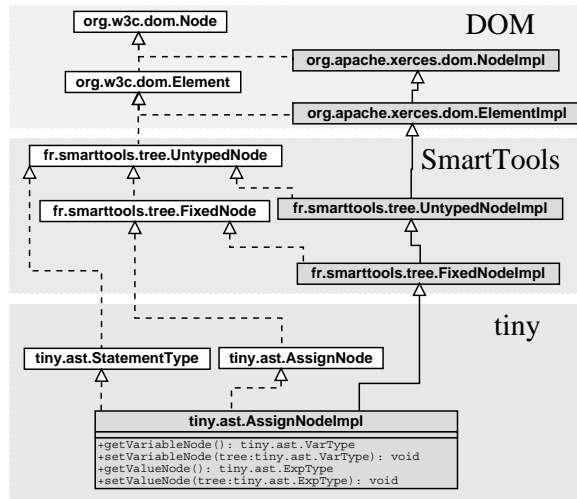 DOM
org.w3c.dom.Node
org.apache.xerces.dom.NodeImpl
org.w3c.dom.Element
org.apache.xerces.dom.ElementImpl
SmartTools
fr.smarttools.tree.UntypedNode
fr.smarttools.tree.FixedNode
fr.smarttools.tree.UntypedNodeImpl
fr.smarttools.tree.FixedNodeImpl
tiny
tiny.ast.StatementType
tiny.ast.AssignNode
tiny.ast.AssignNodeImpl
+getVariableNode(): tiny.ast.VarType
+setVariableNode(tree:tiny.ast.VarType): void
+getValueNode(): tiny.ast.ExpType
+setValueNode(tree:tiny.ast.ExpType): void